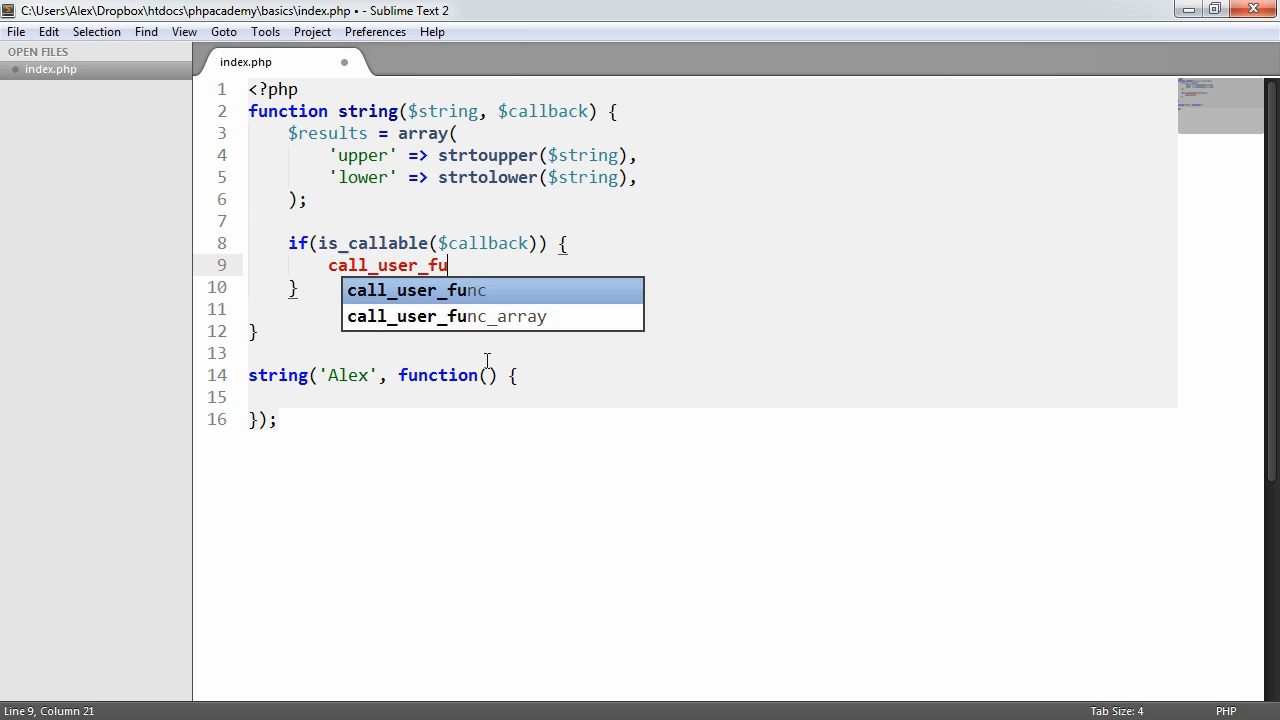 C:\Users\Alex\Dropbox\htdocs\phpacademy\basics\index.php • - Sublime Text 2
File Edit Selection Find View Goto Tools Project Preferences Help
OPEN FILES
index.php
index.php
1 <?php
2 function string($string, $callback) {
3 $results = array(
4 'upper' => strtoupper($string),
5 'lower' => strtolower($string),
6 );
7
8 if(is_callable($callback)) {
9 call_user_fu
call_user_func
call_user_func_array
10 }
11
12 }
13
14 string('Alex', function() {
15
16 });
Line 9, Column 21
Tab Size: 4
PHP